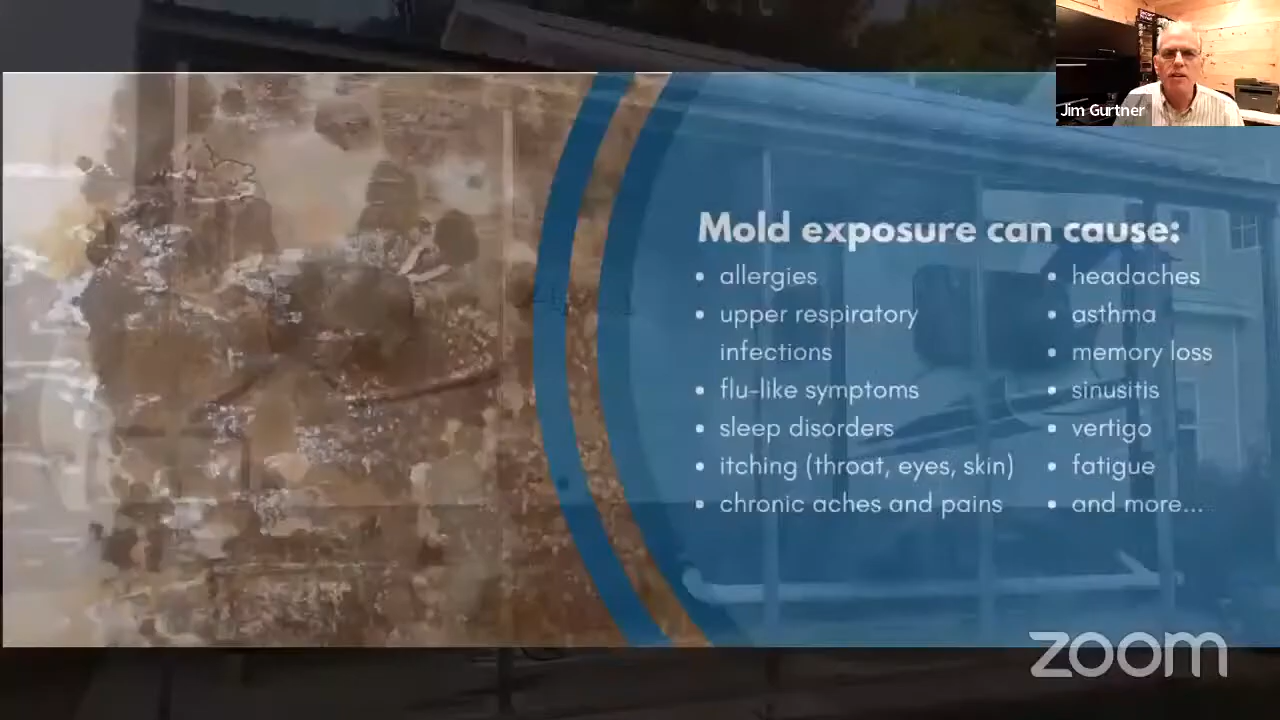 Jim Gurtner
Mold exposure can cause:
• allergies
• upper respiratory
infections
• flu-like symptoms
• sleep disorders
• itching (throat, eyes, skin)
• chronic aches and pains
• headaches
• asthma
• memory loss
• sinusitis
• vertigo
• fatigue
• and more...
zoom